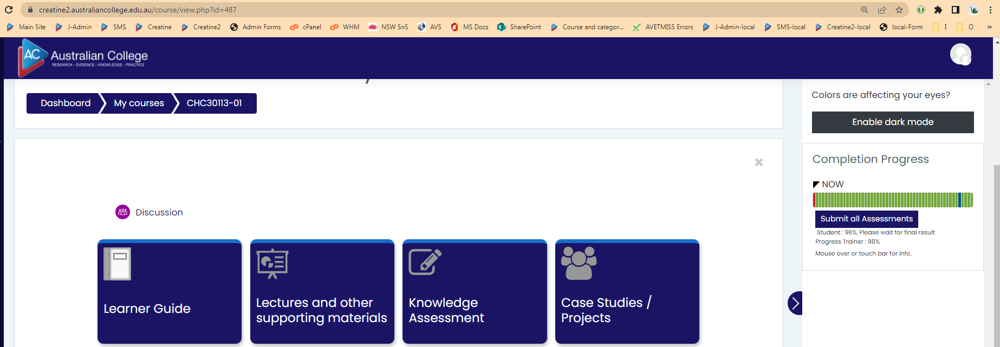 creatine2.australiancollege.edu.au/course/view.php?id=487
Main Site J-Admin SMS Creatine Creatine2 Admin Forms cPanel WHM NSW SnS AVS MS Docs SharePoint Course and categor... AVETMISS Errors J-Admin-local SMS-local Creatine2-local local-Form I O »
AC Australian College
RESEARCH - EVIDENCE - KNOWLEDGE - PRACTICE
Dashboard My courses CHC30113-01
Colors are affecting your eyes?
Enable dark mode
Completion Progress
NOW
Submit all Assessments
Student : 96%, Please wait for final result
Progress Trainer : 98%
Mouse over or touch bar for info.
Discussion
Learner Guide
Lectures and other
supporting materials
Knowledge
Assessment
Case Studies /
Projects